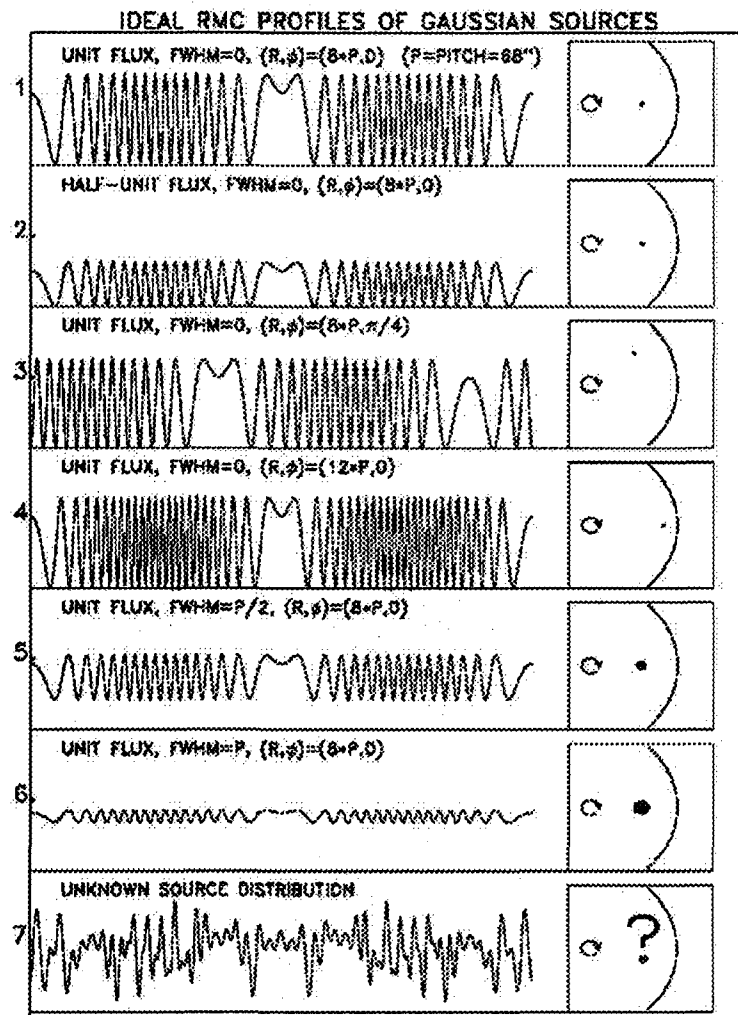 IDEAL RMC PROFILES OF GAUSSIAN SOURCES
UNIT FLUX, FWHM=0, (R,ϕ)=(8*P,0) (P=PITCH=68")
1
HALF-UNIT FLUX, FWHM=0, (R,ϕ)=(8*P,0)
2
UNIT FLUX, FWHM=0, (R,ϕ)=(8*P,π/4)
3
UNIT FLUX, FWHM=0, (R,ϕ)=(12*P,0)
4
UNIT FLUX, FWHM=P/2, (R,ϕ)=(8*P,0)
5
UNIT FLUX, FWHM=P, (R,ϕ)=(8*P,0)
6
UNKNOWN SOURCE DISTRIBUTION
7
?